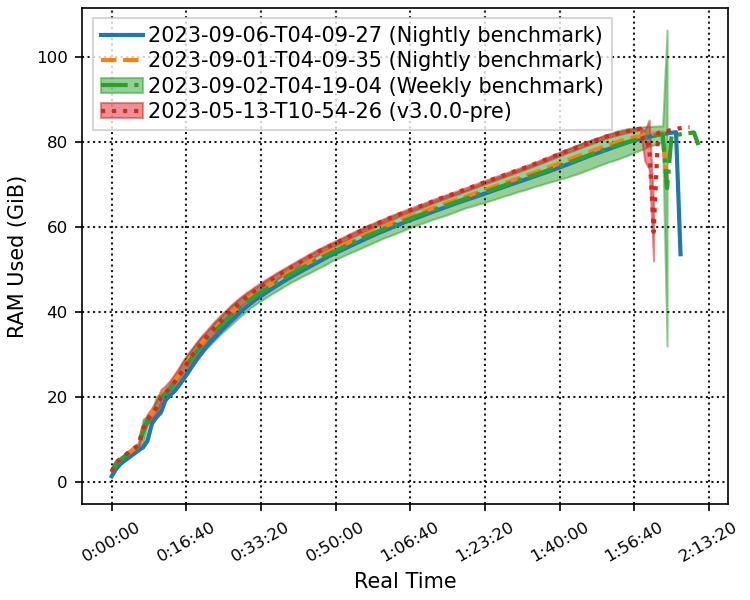 2023-09-06-T04-09-27 (Nightly benchmark)
2023-09-01-T04-09-35 (Nightly benchmark)
2023-09-02-T04-19-04 (Weekly benchmark)
2023-05-13-T10-54-26 (v3.0.0-pre)
RAM Used (GiB)
100
80
60
40
20
0
0:00:00
0:16:40
0:33:20
0:50:00
1:06:40
1:23:20
1:40:00
1:56:40
2:13:20
Real Time